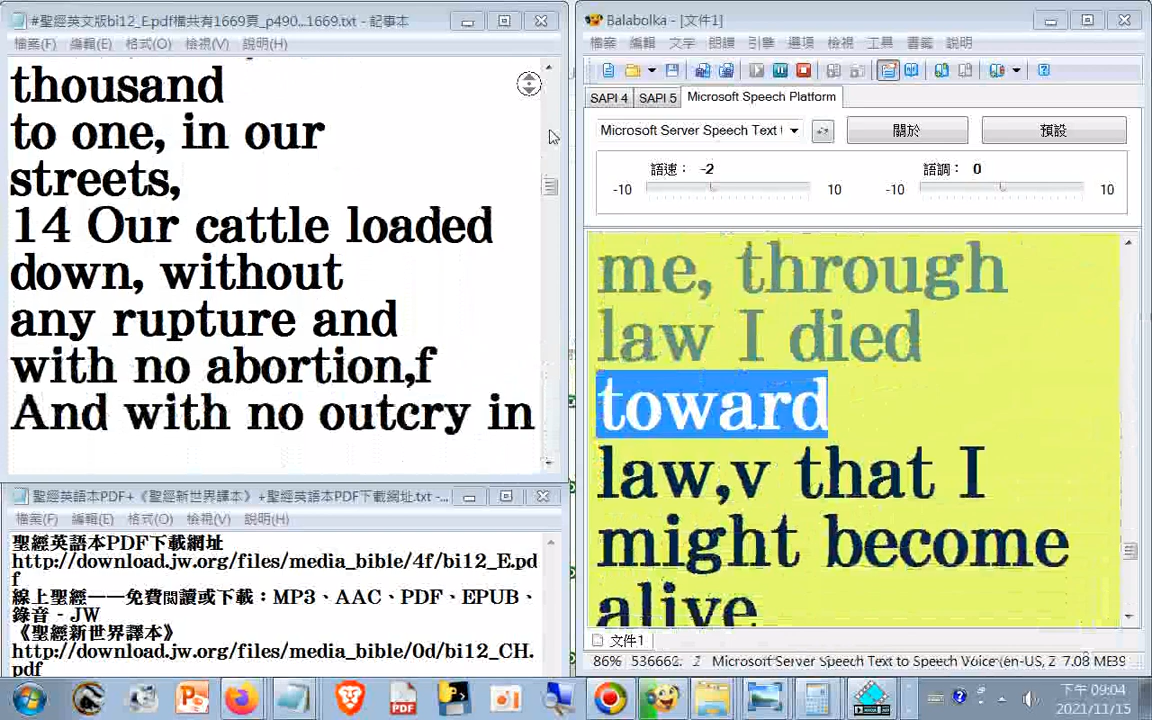 #聖經英文版bi12_E.pdf檔共有1669頁_p490...1669.txt - 記事本
檔案(F) 編輯(E) 格式(O) 檢視(V) 說明(H)
thousand
to one, in our
streets,
14 Our cattle loaded
down, without
any rupture and
with no abortion,f
And with no outcry in
聖經英語本PDF+《聖經新世界譯本》+聖經英語本PDF下載網址.txt -...
檔案(F) 編輯(E) 格式(O) 檢視(V) 說明(H)
聖經英語本PDF下載網址
http://download.jw.org/files/media_bible/4f/bi12_E.pd
f
線上聖經——免費閱讀或下載：MP3、AAC、PDF、EPUB、
錄音 - JW
《聖經新世界譯本》
http://download.jw.org/files/media_bible/0d/bi12_CH.
pdf
Balabolka - [文件1]
檔案 編輯 文字 朗讀 引擎 選項 檢視 工具 書籤 說明
SAPI 4 SAPI 5 Microsoft Speech Platform
Microsoft Server Speech Text 關於 預設
語速： -2 語調： 0
-10 10 -10 10
me, through
law I died
toward
law,v that I
might become
alive
文件1
86% 536662. Microsoft Server Speech Text to Speech Voice (en-US, Z 7.08
PDF
下午 09:04
2021/11/15